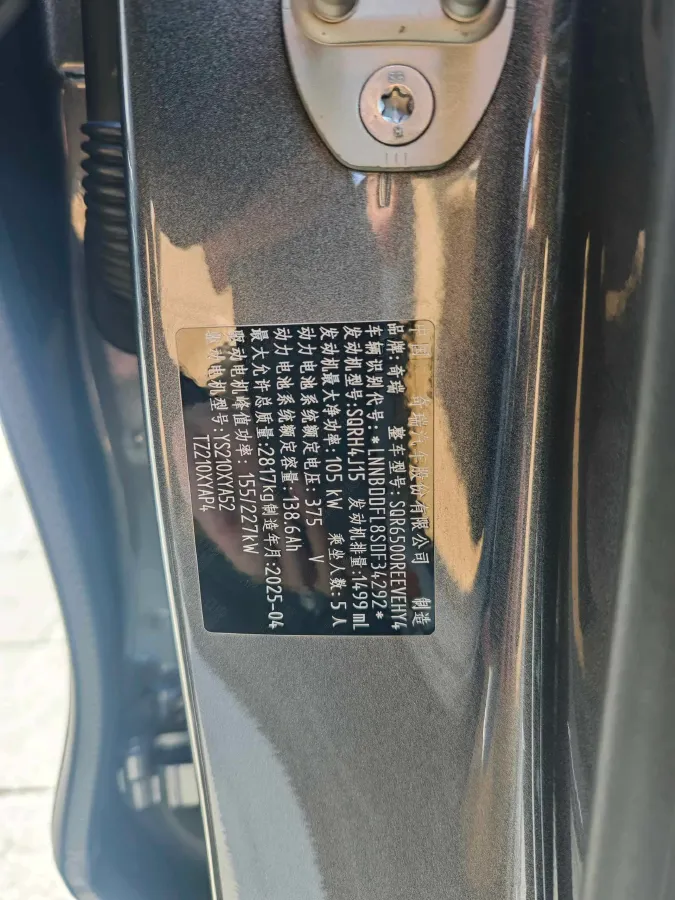 中国 奇瑞汽车股份有限公司 制造
品牌:奇瑞 整车型号:SQR6500REEVEHY4
车辆识别代号:*LNNBDDFL8SDF34292*
发动机型号:SQRH4J15 发动机排量:1499 ml
发动机最大净功率:105 kW 乘坐人数:5人
动力电池系统额定电压:375 V
动力电池系统额定容量:138.6Ah
最大允许总质量:2817kg 制造年月:2025-04
驱动电机峰值功率:155/227kW
驱动电机型号:YS210XYA52
TZ210XYAP4